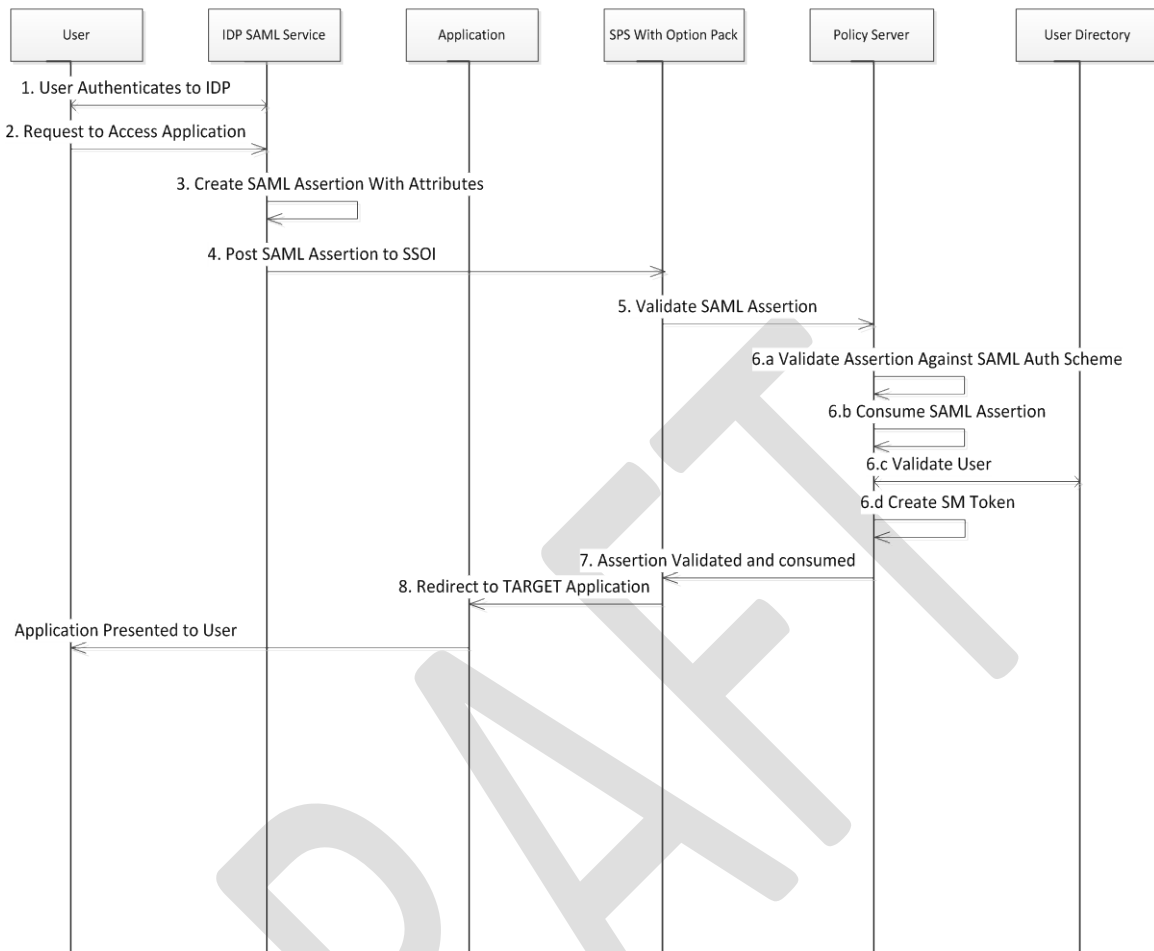 User
IDP SAML Service
Application
SPS With Option Pack
Policy Server
User Directory
1. User Authenticates to IDP
2. Request to Access Application
3. Create SAML Assertion With Attributes
4. Post SAML Assertion to SSOI
5. Validate SAML Assertion
6.a Validate Assertion Against SAML Auth Scheme
6.b Consume SAML Assertion
6.c Validate User
6.d Create SM Token
7. Assertion Validated and consumed
8. Redirect to TARGET Application
Application Presented to User
DRAFT